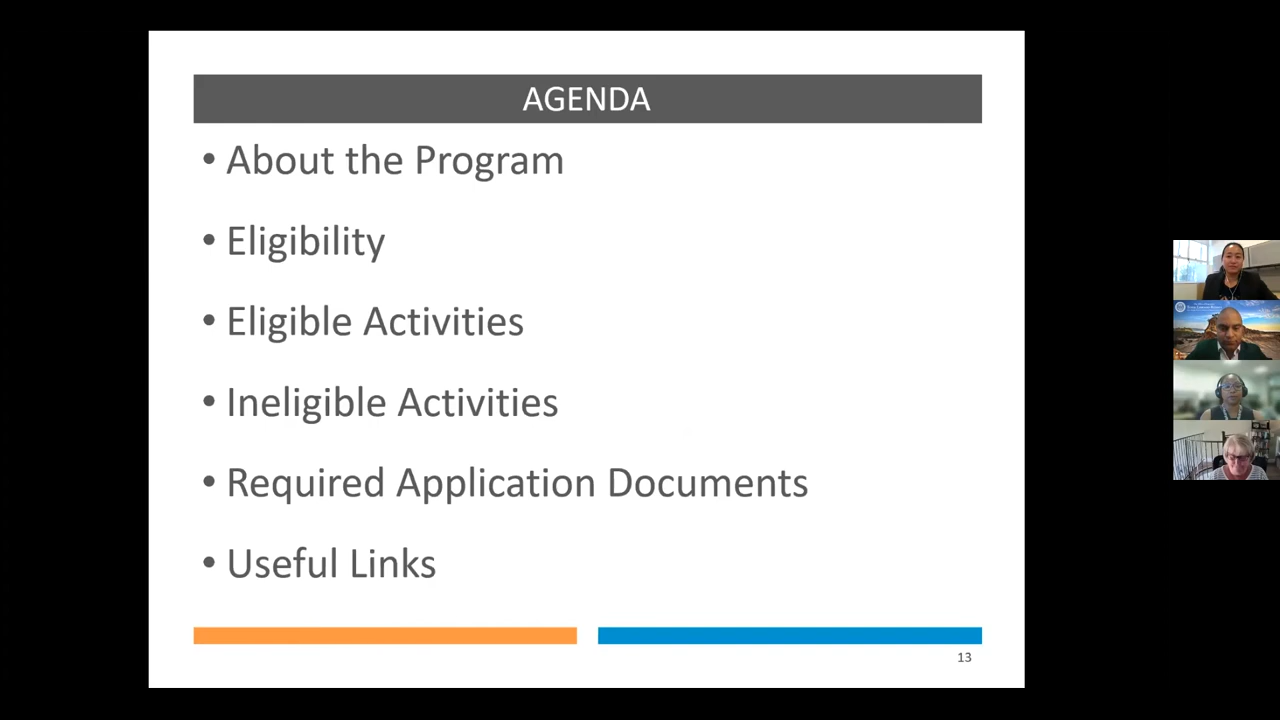 AGENDA
• About the Program
• Eligibility
• Eligible Activities
• Ineligible Activities
• Required Application Documents
• Useful Links
13